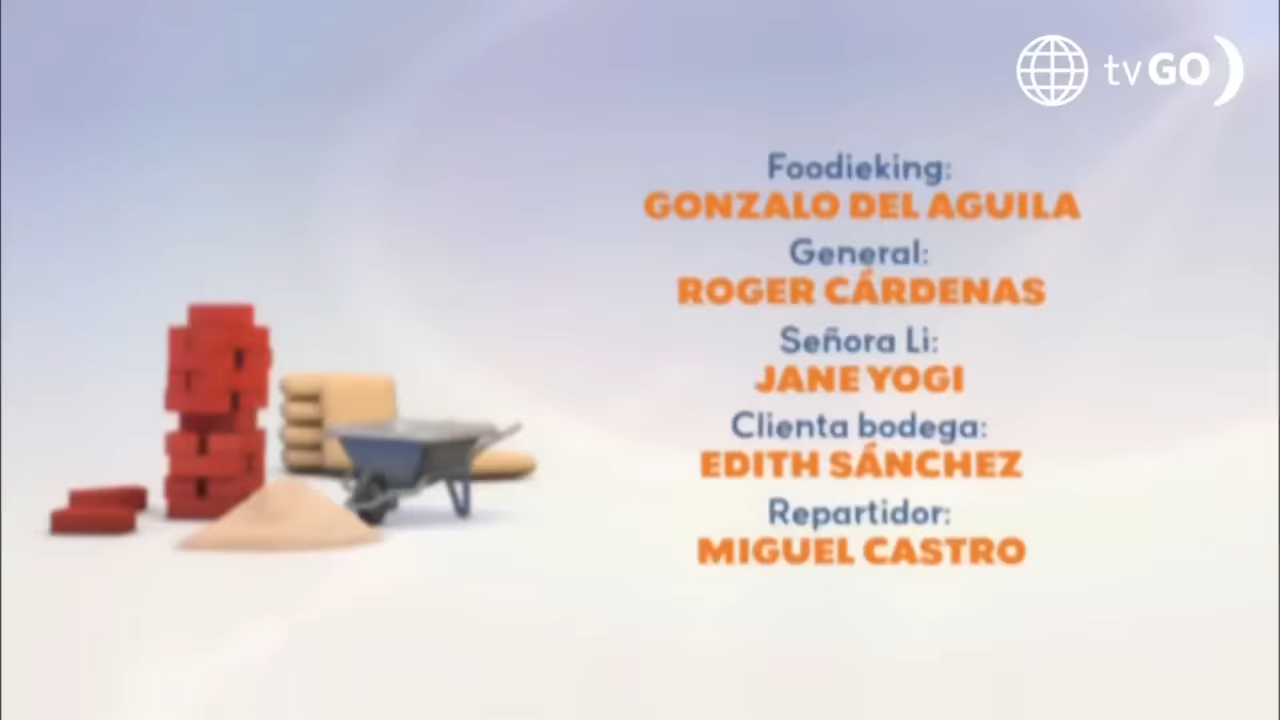 tvGO
Foodieking:
GONZALO DEL AGUILA
General:
ROGER CÁRDENAS
Señora Li:
JANE YOGI
Clienta bodega:
EDITH SÁNCHEZ
Repartidor:
MIGUEL CASTRO